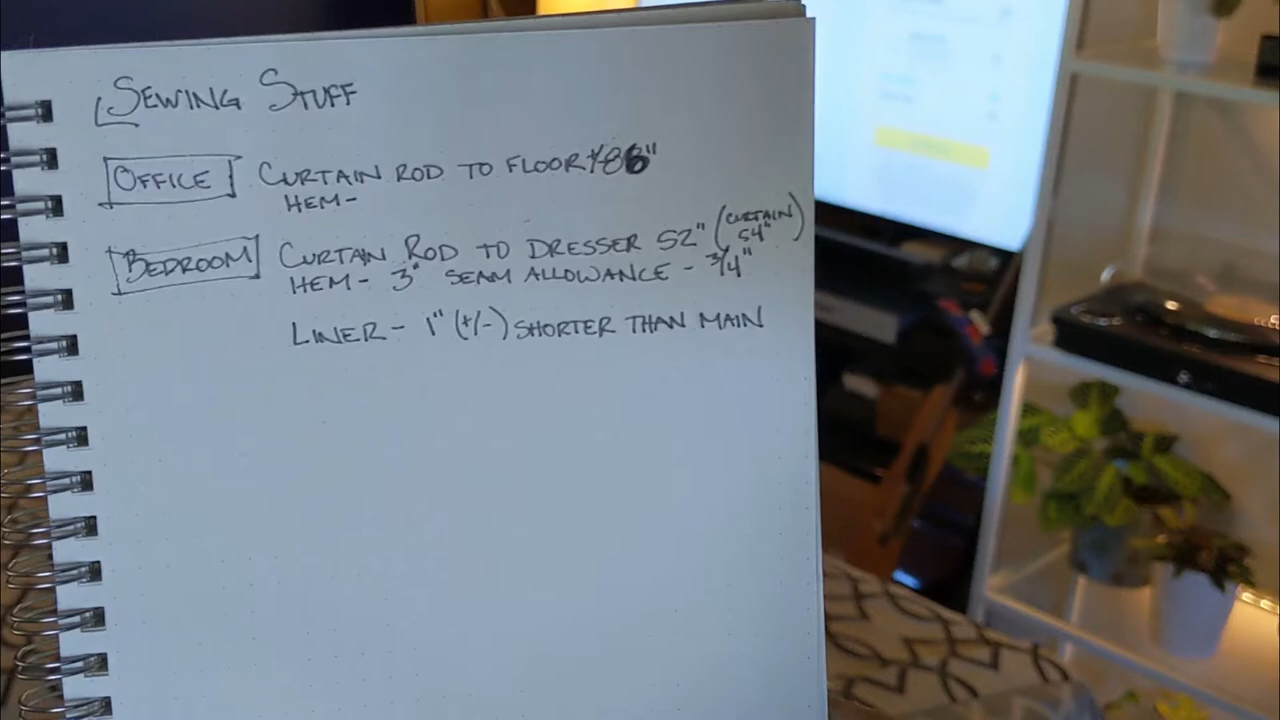 SEWING STUFF
OFFICE CURTAIN ROD TO FLOOR 86"
HEM-
BEDROOM CURTAIN ROD TO DRESSER 52" (CURTAIN 54")
HEM- 3" SEAM ALLOWANCE - 3/4"
LINER- 1" (+/-) SHORTER THAN MAIN